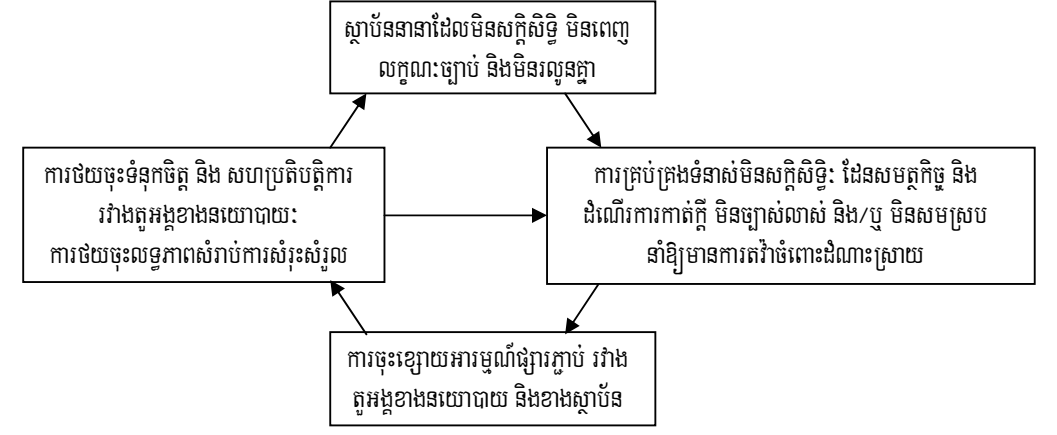 ស្ថាប័ននានាដែលមិនសក្តិសិទ្ធិ មិនពេញ
លក្ខណៈច្បាប់ និងមិនរលូនគ្នា
ការថយចុះទំនុកចិត្ត និង សហប្រតិបត្តិការ
រវាងតួអង្គខាងនយោបាយ:
ការថយចុះលទ្ធភាពសំរាប់ការសំរុះសំរួល
ការគ្រប់គ្រងទំនាស់មិនសក្តិសិទ្ធិ: ដែនសមត្ថកិច្ច និង
ដំណើរការកាត់ក្តី មិនច្បាស់លាស់ និង/ឬ មិនសមស្រប
នាំឱ្យមានការតវ៉ាចំពោះដំណោះស្រាយ
ការចុះខ្សោយអារម្មណ៍ផ្សារភ្ជាប់ រវាង
តួអង្គខាងនយោបាយ និងខាងស្ថាប័ន